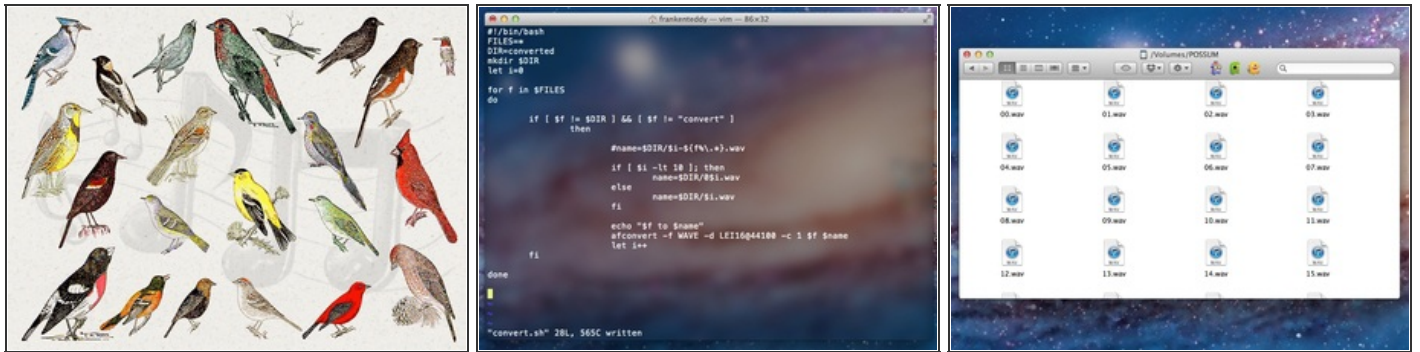 frankenteddy — vim — 86×32
#!/bin/bash
FILES=*
DIR=converted
mkdir $DIR
let i=0
for f in $FILES
do
if [ $f != $DIR ] && [ $f != "convert" ]
then
#name=$DIR/$i-${f%\.*}.wav
if [ $i -lt 10 ]; then
name=$DIR/0$i.wav
else
name=$DIR/$i.wav
fi
echo "$f to $name"
afconvert -f WAVE -d LEI16@44100 -c 1 $f $name
let i++
fi
done
"convert.sh" 28L, 565C written
/Volumes/POSSUM
00.wav 01.wav 02.wav 03.wav
04.wav 05.wav 06.wav 07.wav
08.wav 09.wav 10.wav 11.wav
12.wav 13.wav 14.wav 15.wav